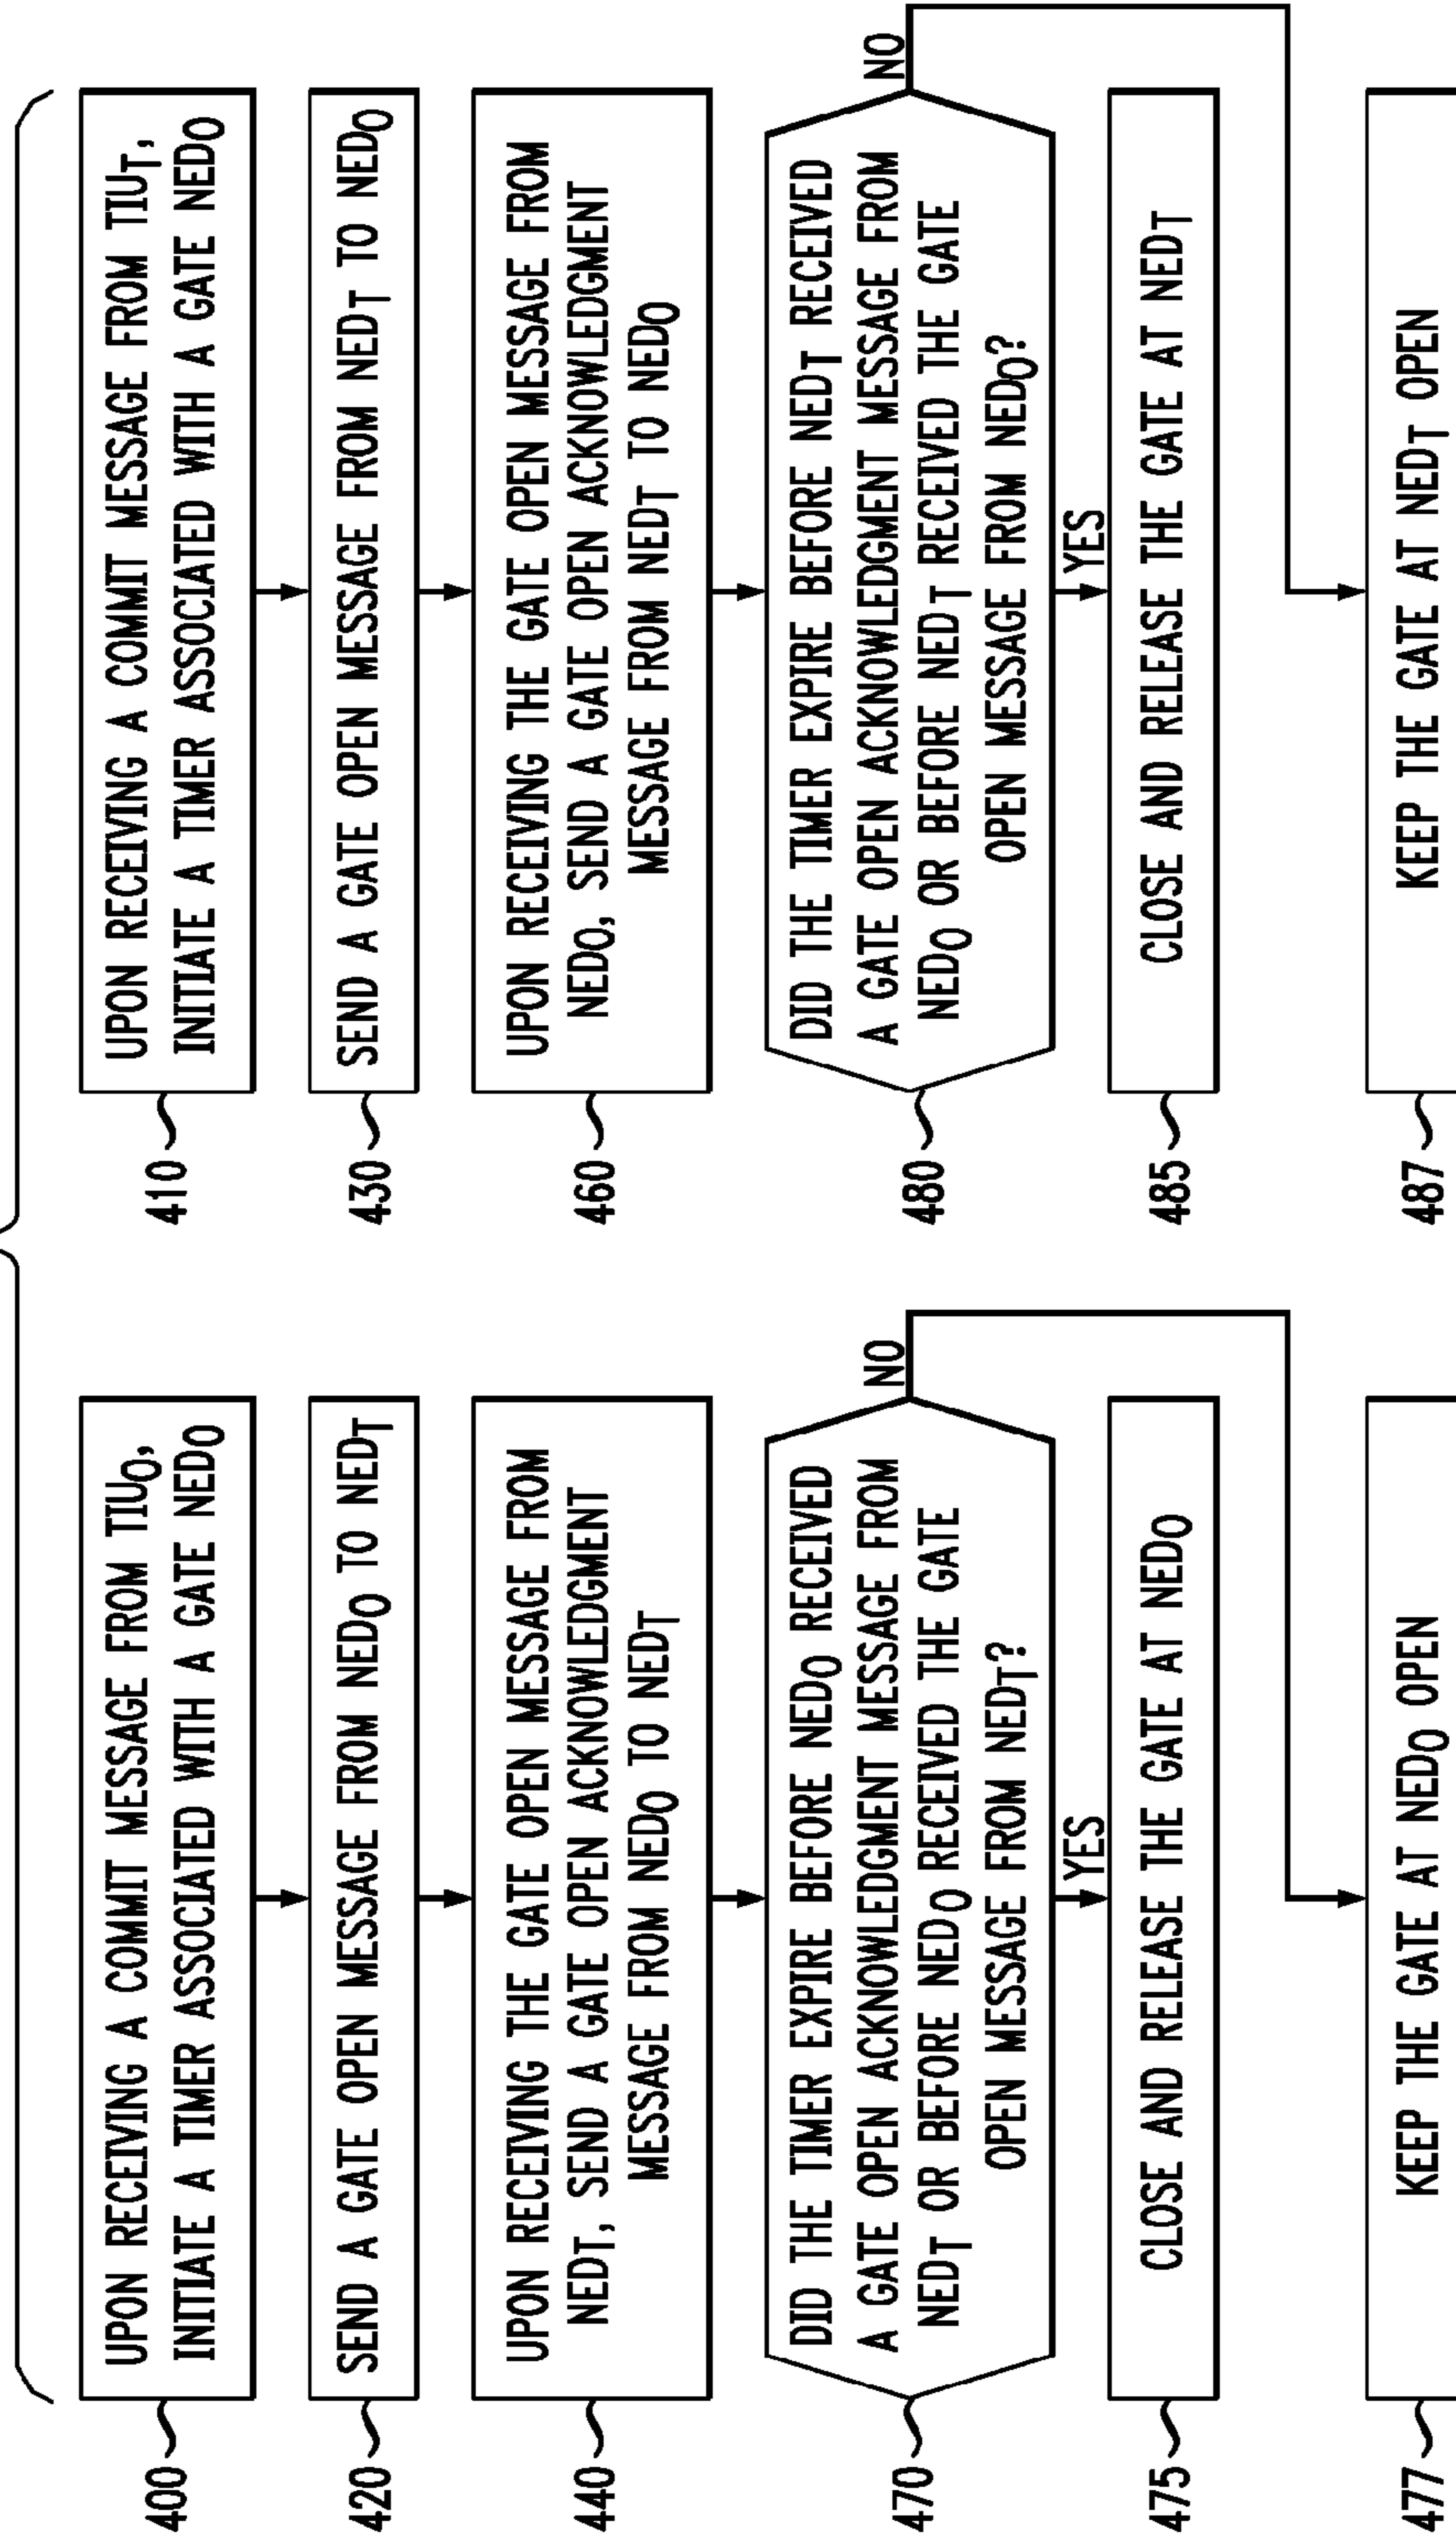 400
UPON RECEIVING A COMMIT MESSAGE FROM TIUO,
INITIATE A TIMER ASSOCIATED WITH A GATE NEDO
420
SEND A GATE OPEN MESSAGE FROM NEDO TO NEDT
440
UPON RECEIVING THE GATE OPEN MESSAGE FROM
NEDT, SEND A GATE OPEN ACKNOWLEDGMENT
MESSAGE FROM NEDO TO NEDT
470
DID THE TIMER EXPIRE BEFORE NEDO RECEIVED
A GATE OPEN ACKNOWLEDGMENT MESSAGE FROM
NEDT OR BEFORE NEDO RECEIVED THE GATE
OPEN MESSAGE FROM NEDT?
NO
YES
475
CLOSE AND RELEASE THE GATE AT NEDO
477
KEEP THE GATE AT NEDO OPEN
410
UPON RECEIVING A COMMIT MESSAGE FROM TIUT,
INITIATE A TIMER ASSOCIATED WITH A GATE NEDO
430
SEND A GATE OPEN MESSAGE FROM NEDT TO NEDO
460
UPON RECEIVING THE GATE OPEN MESSAGE FROM
NEDO, SEND A GATE OPEN ACKNOWLEDGMENT
MESSAGE FROM NEDT TO NEDO
480
DID THE TIMER EXPIRE BEFORE NEDT RECEIVED
A GATE OPEN ACKNOWLEDGMENT MESSAGE FROM
NEDO OR BEFORE NEDT RECEIVED THE GATE
OPEN MESSAGE FROM NEDO?
NO
YES
485
CLOSE AND RELEASE THE GATE AT NEDT
487
KEEP THE GATE AT NEDT OPEN